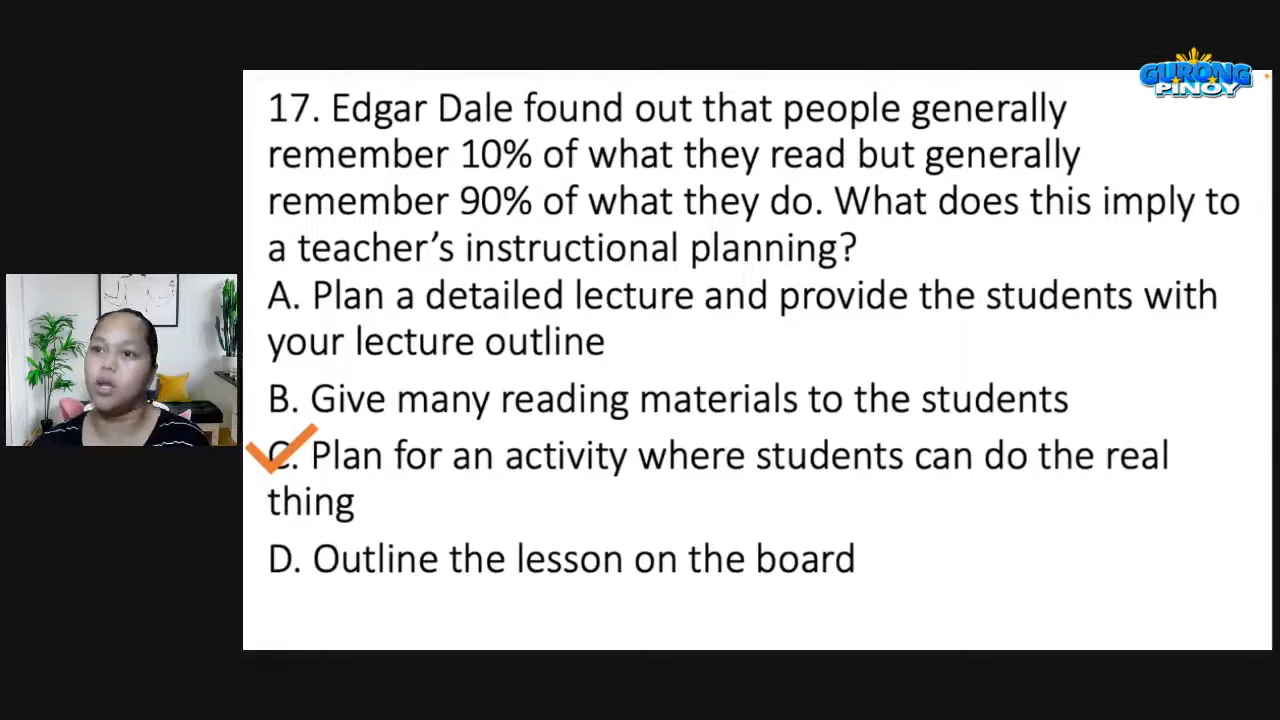 GURONG
PINOY
17. Edgar Dale found out that people generally
remember 10% of what they read but generally
remember 90% of what they do. What does this imply to
a teacher’s instructional planning?
A. Plan a detailed lecture and provide the students with
your lecture outline
B. Give many reading materials to the students
C. Plan for an activity where students can do the real
thing
D. Outline the lesson on the board